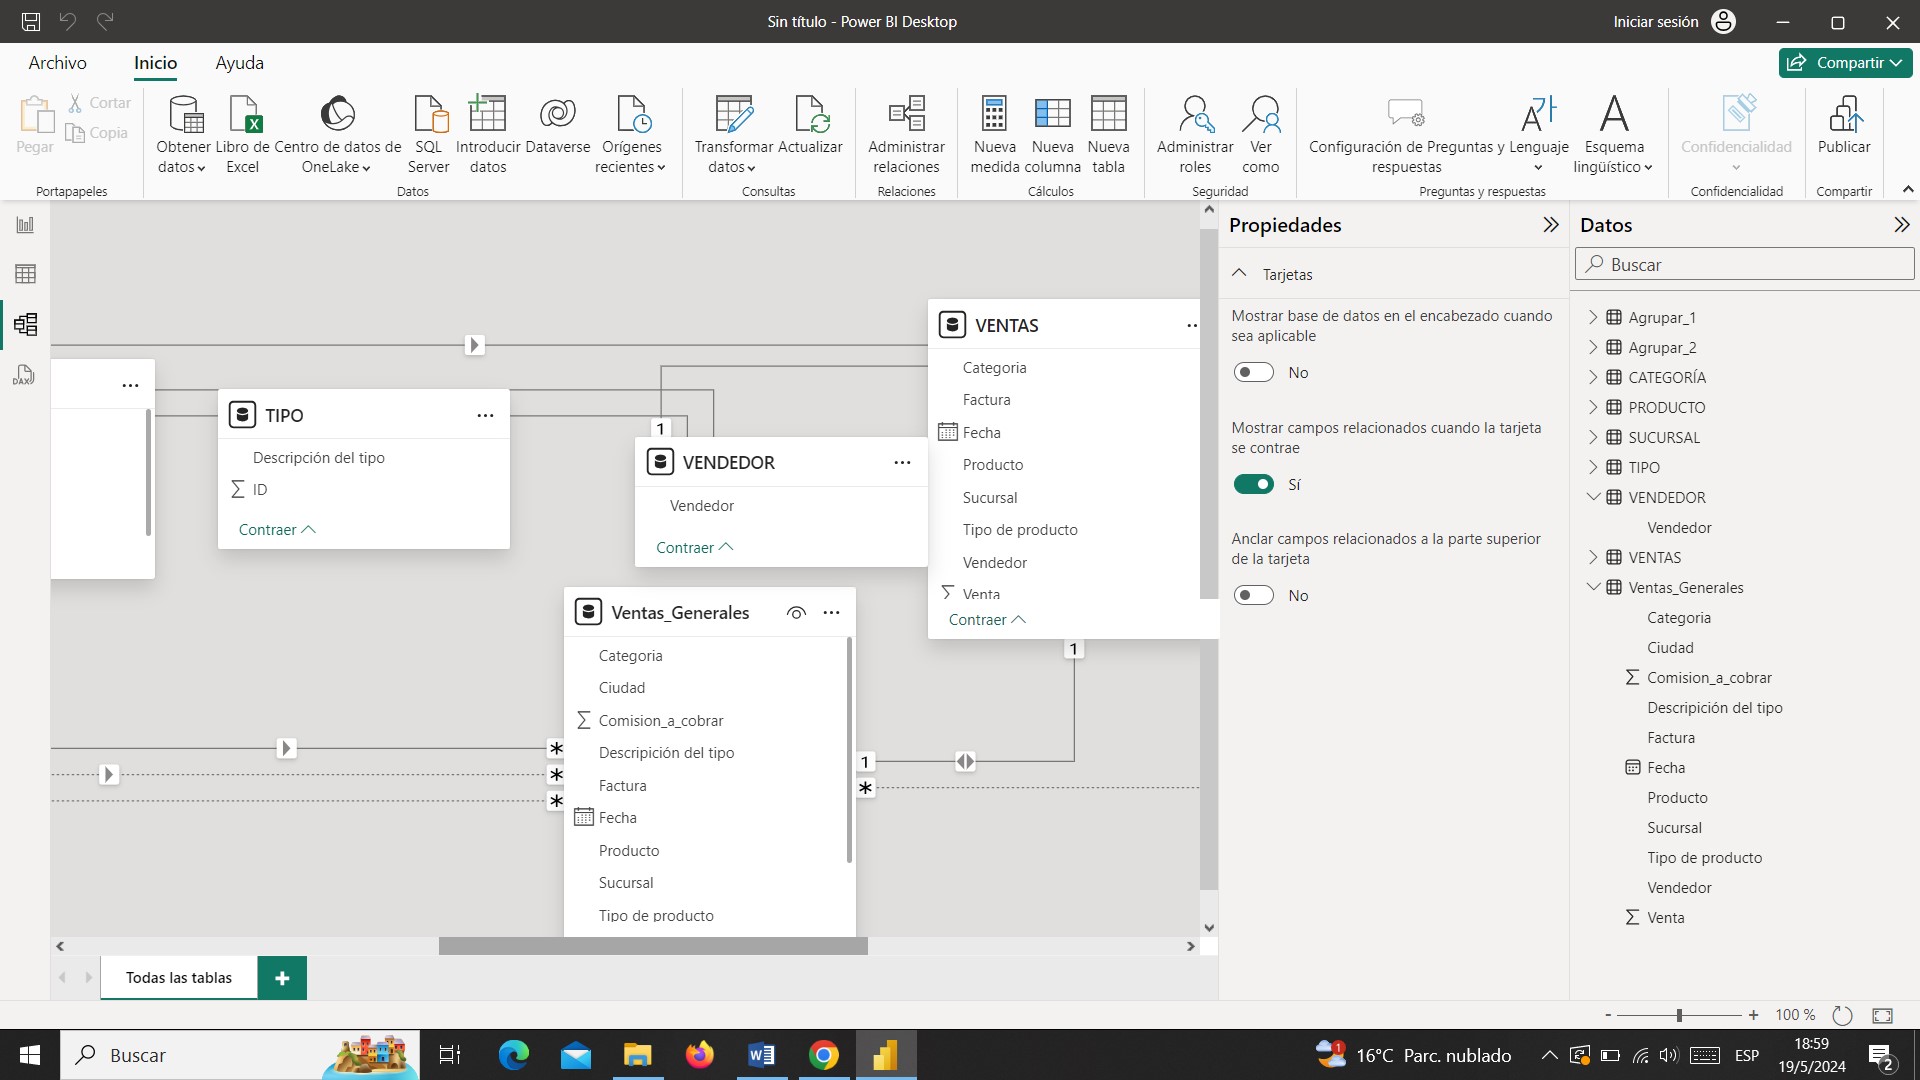 Sin título - Power BI Desktop
Iniciar sesión
Archivo
Inicio
Ayuda
Compartir
Pegar
Cortar
Copia
Portapapeles
Obtener datos
Libro de Excel
Centro de datos de OneLake
SQL Server
Introducir datos
Dataverse
Orígenes recientes
Datos
Transformar datos
Actualizar
Consultas
Administrar relaciones
Relaciones
Nueva medida
Nueva columna
Nueva tabla
Cálculos
Administrar roles
Ver como
Seguridad
Configuración de Preguntas y respuestas
Lenguaje
Esquema lingüístico
Preguntas y respuestas
Confidencialidad
Confidencialidad
Publicar
Compartir
DAX
TIPO
Descripción del tipo
ID
Contraer
1
VENDEDOR
Vendedor
Contraer
VENTAS
Categoria
Factura
Fecha
Producto
Sucursal
Tipo de producto
Vendedor
Venta
Contraer
1
Ventas_Generales
Categoria
Ciudad
Comision_a_cobrar
Descripición del tipo
Factura
Fecha
Producto
Sucursal
Tipo de producto
*
*
*
1
*
Todas las tablas
+
Propiedades
Tarjetas
Mostrar base de datos en el encabezado cuando
sea aplicable
No
Mostrar campos relacionados cuando la tarjeta
se contrae
Sí
Anclar campos relacionados a la parte superior
de la tarjeta
No
Datos
Buscar
Agrupar_1
Agrupar_2
CATEGORÍA
PRODUCTO
SUCURSAL
TIPO
VENDEDOR
Vendedor
VENTAS
Ventas_Generales
Categoria
Ciudad
Comision_a_cobrar
Descripición del tipo
Factura
Fecha
Producto
Sucursal
Tipo de producto
Vendedor
Venta
- + 100 %
Buscar
1
16°C Parc. nublado
ESP
18:59
19/5/2024
2